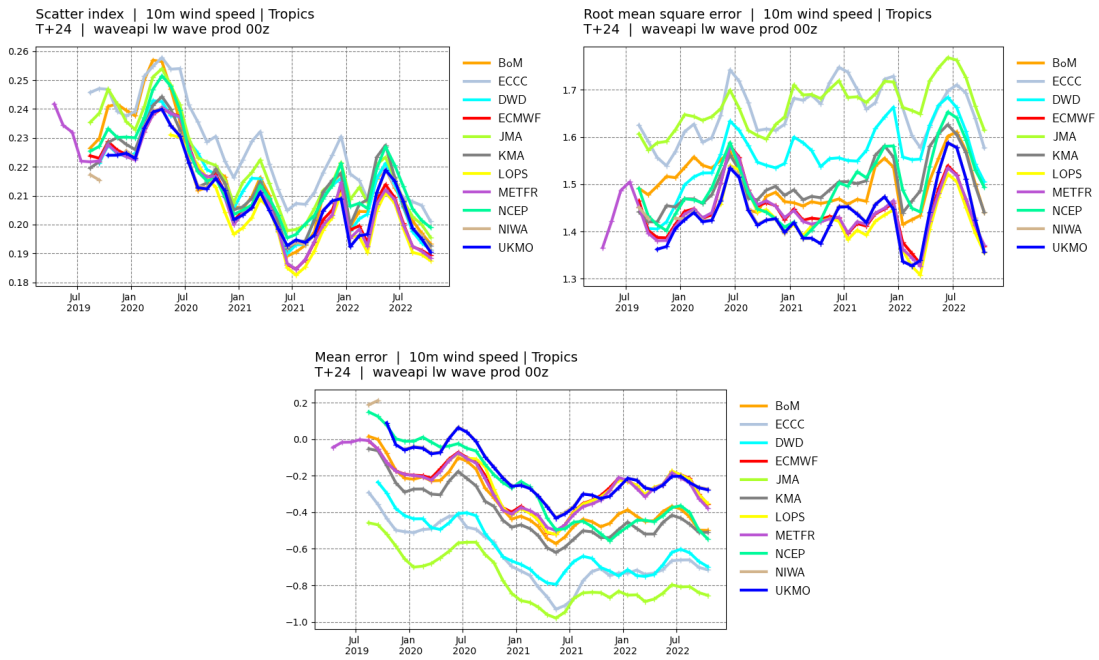 Scatter index | 10m wind speed | Tropics
T+24 | waveapi lw wave prod 00z
0.26
0.25
0.24
0.23
0.22
0.21
0.20
0.19
0.18
Jul
2019
Jan
2020
Jul
2020
Jan
2021
Jul
2021
Jan
2022
Jul
2022
BoM
ECCC
DWD
ECMWF
JMA
KMA
LOPS
METFR
NCEP
NIWA
UKMO
Root mean square error | 10m wind speed | Tropics
T+24 | waveapi lw wave prod 00z
1.7
1.6
1.5
1.4
1.3
Jul
2019
Jan
2020
Jul
2020
Jan
2021
Jul
2021
Jan
2022
Jul
2022
BoM
ECCC
DWD
ECMWF
JMA
KMA
LOPS
METFR
NCEP
NIWA
UKMO
Mean error | 10m wind speed | Tropics
T+24 | waveapi lw wave prod 00z
0.2
0.0
−0.2
−0.4
−0.6
−0.8
−1.0
Jul
2019
Jan
2020
Jul
2020
Jan
2021
Jul
2021
Jan
2022
Jul
2022
BoM
ECCC
DWD
ECMWF
JMA
KMA
LOPS
METFR
NCEP
NIWA
UKMO